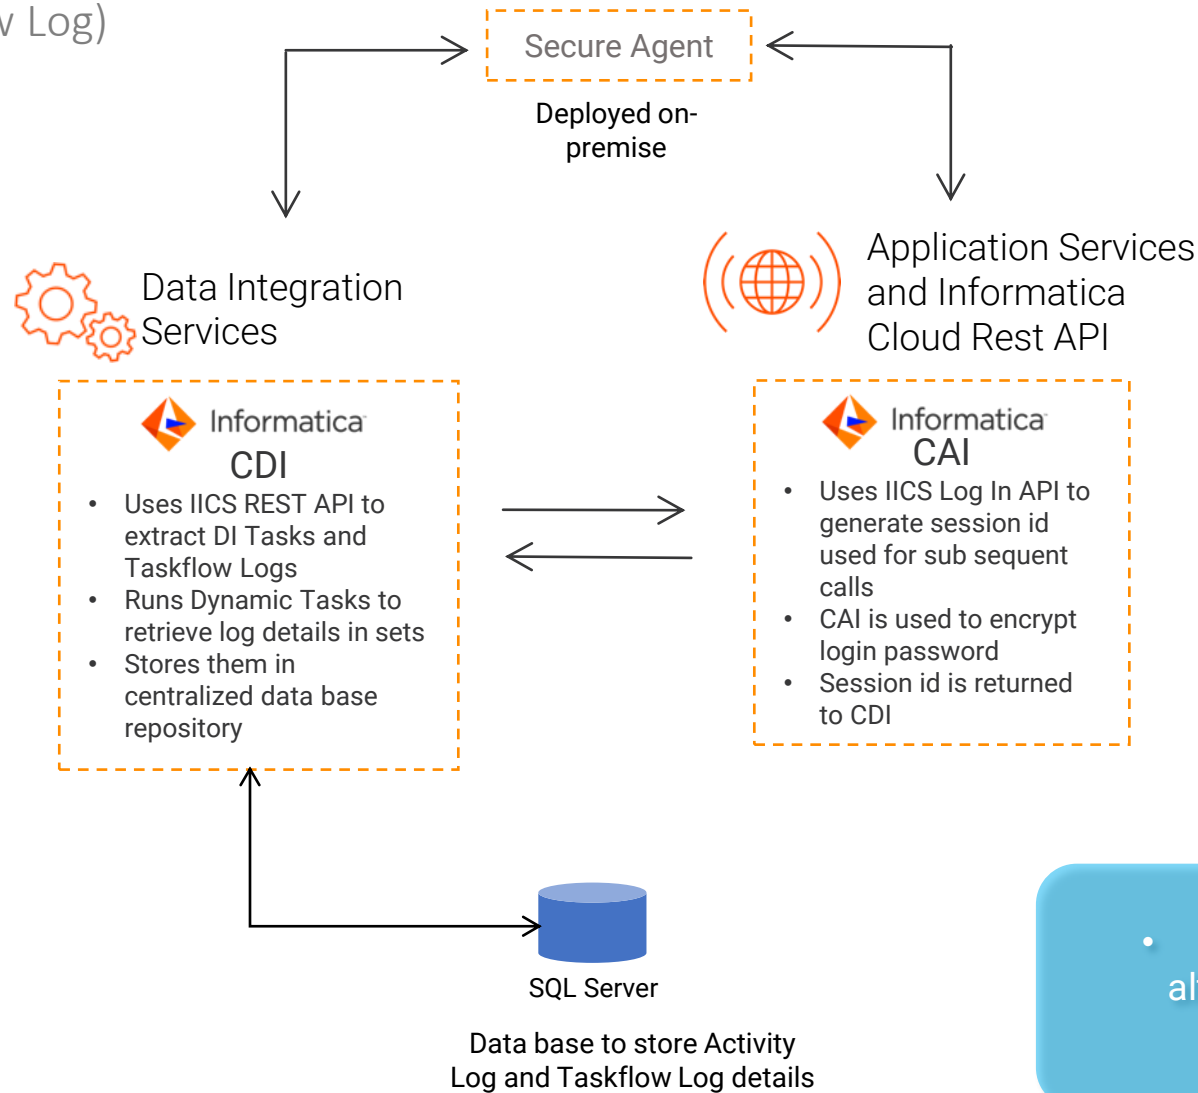 w Log)
Secure Agent
Deployed on-
premise
Data Integration
Services
Application Services
and Informatica
Cloud Rest API
Informatica
CDI
• Uses IICS REST API to
extract DI Tasks and
Taskflow Logs
• Runs Dynamic Tasks to
retrieve log details in sets
• Stores them in
centralized data base
repository
Informatica
CAI
• Uses IICS Log In API to
generate session id
used for sub sequent
calls
• CAI is used to encrypt
login password
• Session id is returned
to CDI
SQL Server
Data base to store Activity
Log and Taskflow Log details
•